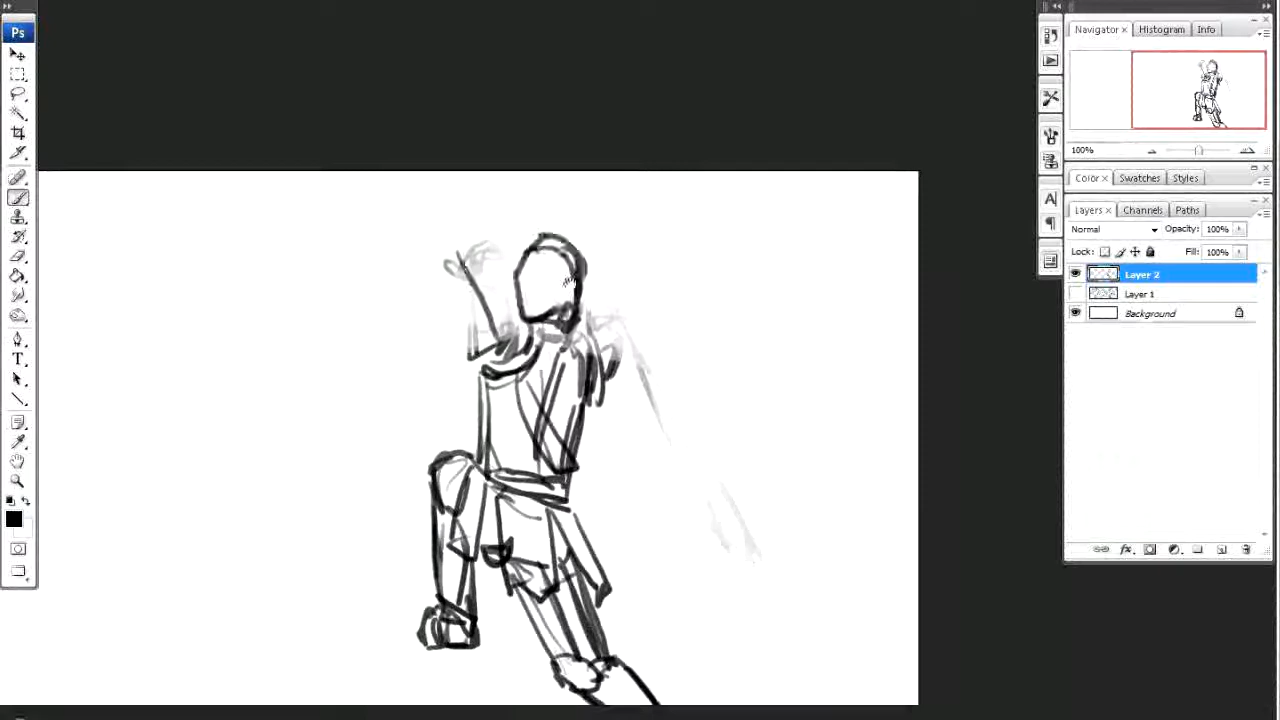 Ps
Navigator × Histogram Info
100%
Color × Swatches Styles
Layers × Channels Paths
Normal Opacity: 100%
Lock: Fill: 100%
Layer 2
Layer 1
Background
T
A